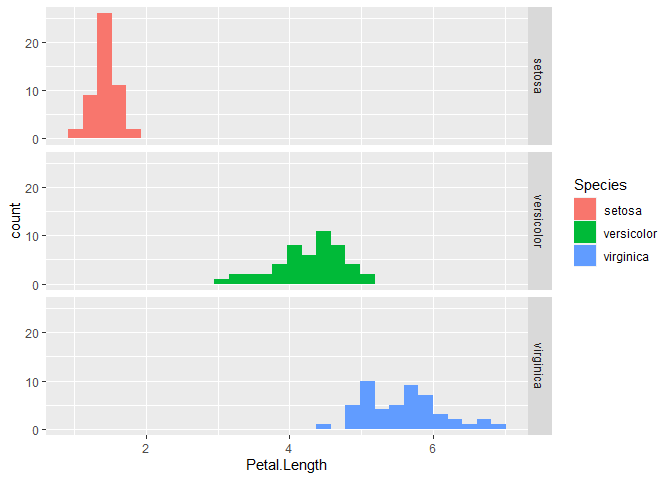 20
10
0
setosa
20
10
0
versicolor
20
10
0
virginica
count
2
4
6
Petal.Length
Species
setosa
versicolor
virginica